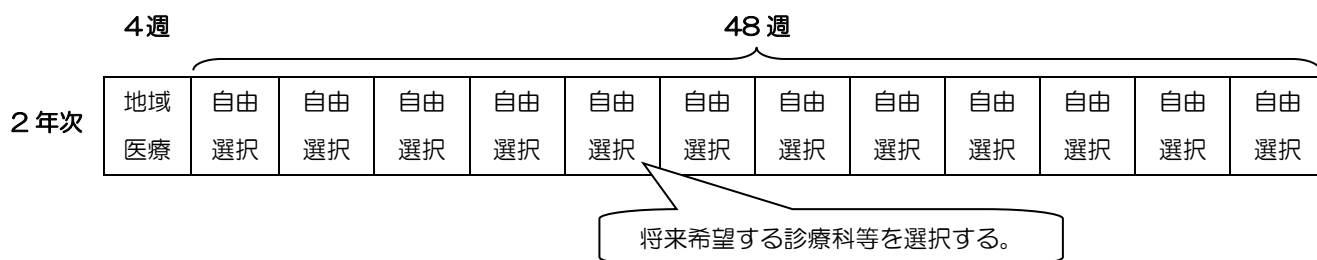 4週 48週
地域 自由 自由 自由 自由 自由 自由 自由 自由 自由 自由 自由 自由
2年次
医療 選択 選択 選択 選択 選択 選択 選択 選択 選択 選択 選択 選択
将来希望する診療科等を選択する。